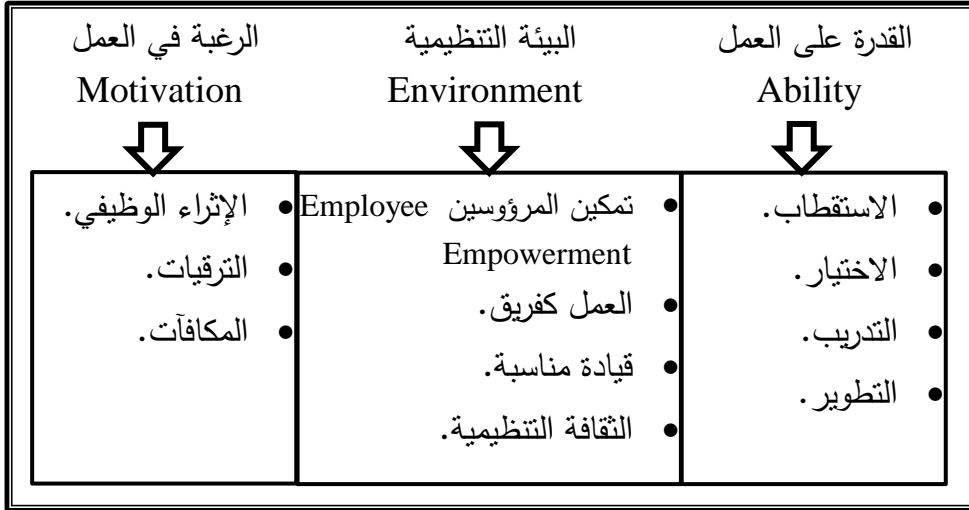 القدرة على العمل
Ability
البيئة التنظيمية
Environment
الرغبة في العمل
Motivation
• الاستقطاب.
• الاختيار.
• التدريب.
• التطوير.
• تمكين المرؤوسين Employee
Empowerment
• العمل كفريق.
• قيادة مناسبة.
• الثقافة التنظيمية.
• الإثراء الوظيفي.
• الترقيات.
• المكافآت.